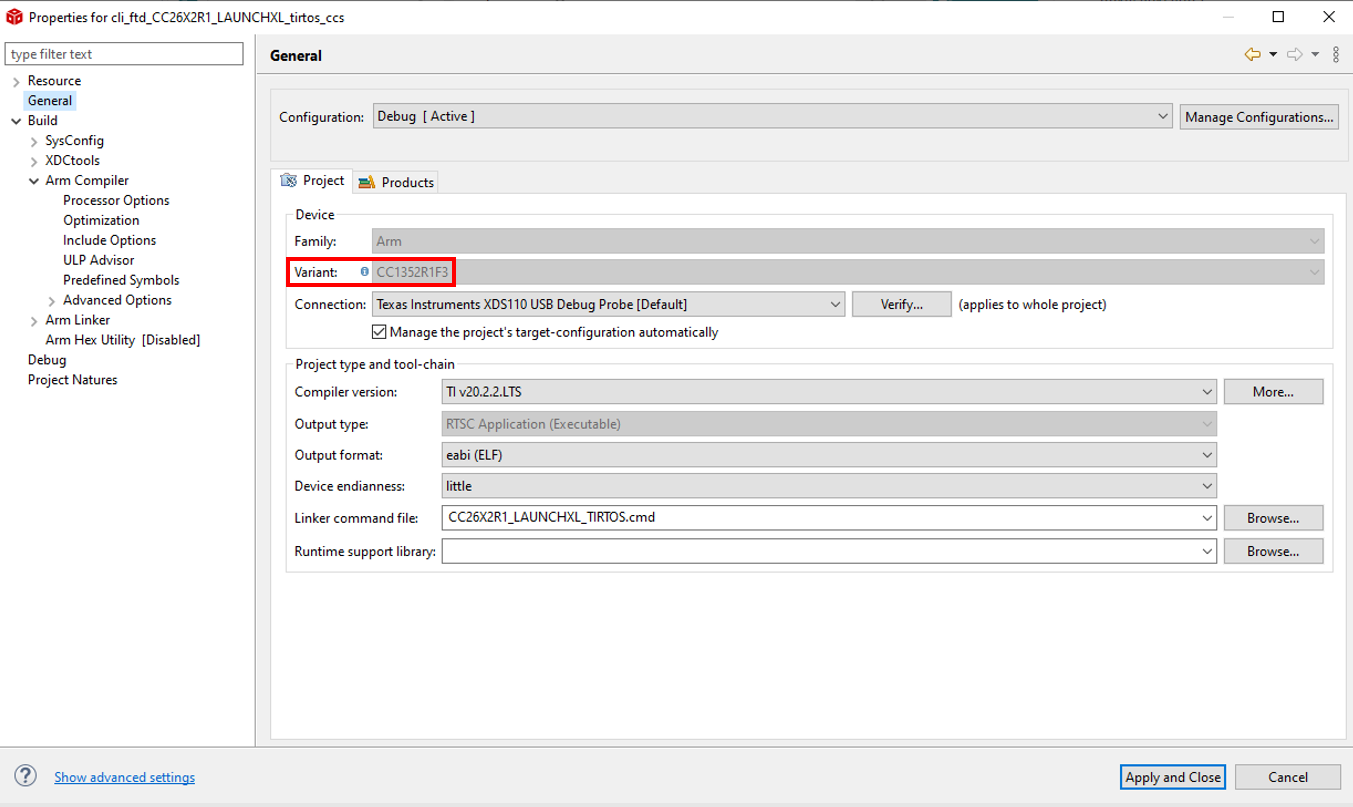 Properties for cli_ftd_CC26X2R1_LAUNCHXL_tirtos_ccs
type filter text
Resource
General
Build
SysConfig
XDCtools
Arm Compiler
Processor Options
Optimization
Include Options
ULP Advisor
Predefined Symbols
Advanced Options
Arm Linker
Arm Hex Utility [Disabled]
Debug
Project Natures
General
Configuration: Debug [ Active ] Manage Configurations...
Project Products
Device
Family: Arm
Variant: CC1352R1F3
Connection: Texas Instruments XDS110 USB Debug Probe [Default] Verify... (applies to whole project)
Manage the project's target-configuration automatically
Project type and tool-chain
Compiler version: TI v20.2.2.LTS More...
Output type: RTSC Application (Executable)
Output format: eabi (ELF)
Device endianness: little
Linker command file: CC26X2R1_LAUNCHXL_TIRTOS.cmd Browse...
Runtime support library: Browse...
? Show advanced settings Apply and Close Cancel